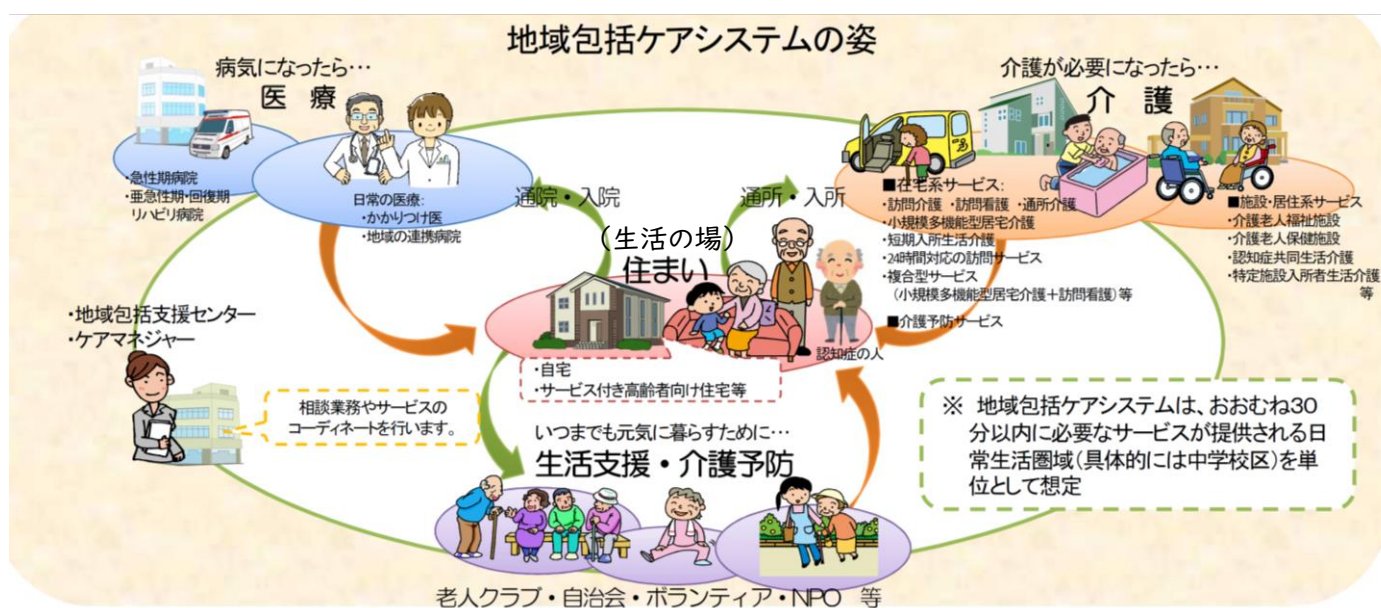 地域包括ケアシステムの姿
病気になったら…
医 療
・急性期病院
・亜急性期・回復期
リハビリ病院
日常の医療：
・かかりつけ医
・地域の連携病院
通院・入院
通所・入所
介護が必要になったら…
介 護
■在宅系サービス：
・訪問介護 ・訪問看護 ・通所介護
・小規模多機能型居宅介護
・短期入所生活介護
・24時間対応の訪問サービス
・複合型サービス
（小規模多機能型居宅介護＋訪問看護）等
■介護予防サービス
■施設・居住系サービス
・介護老人福祉施設
・介護老人保健施設
・認知症共同生活介護
・特定施設入所者生活介護
等
（生活の場）
住まい
認知症の人
・自宅
・サービス付き高齢者向け住宅等
・地域包括支援センター
・ケアマネジャー
相談業務やサービスの
コーディネートを行います。
いつまでも元気に暮らすために…
生活支援・介護予防
老人クラブ・自治会・ボランティア・NPO 等
※ 地域包括ケアシステムは、おおむね30
分以内に必要なサービスが提供される日
常生活圏域（具体的には中学校区）を単
位として想定